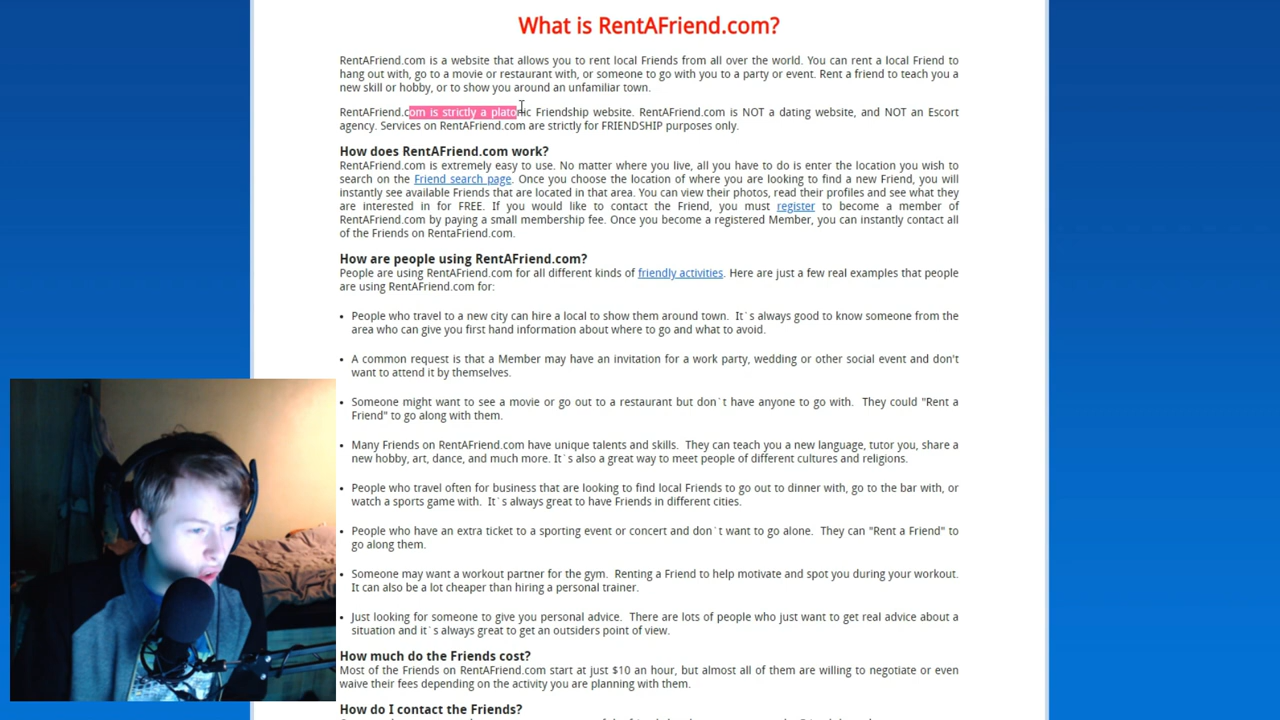 What is RentAFriend.com?
RentAFriend.com is a website that allows you to rent local Friends from all over the world. You can rent a local Friend to
hang out with, go to a movie or restaurant with, or someone to go with you to a party or event. Rent a friend to teach you a
new skill or hobby, or to show you around an unfamiliar town.
RentAFriend.com is strictly a platonic Friendship website. RentAFriend.com is NOT a dating website, and NOT an Escort
agency. Services on RentAFriend.com are strictly for FRIENDSHIP purposes only.
How does RentAFriend.com work?
RentAFriend.com is extremely easy to use. No matter where you live, all you have to do is enter the location you wish to
search on the Friend search page. Once you choose the location of where you are looking to find a new Friend, you will
instantly see available Friends that are located in that area. You can view their photos, read their profiles and see what they
are interested in for FREE. If you would like to contact the Friend, you must register to become a member of
RentAFriend.com by paying a small membership fee. Once you become a registered Member, you can instantly contact all
of the Friends on RentaFriend.com.
How are people using RentAFriend.com?
People are using RentAFriend.com for all different kinds of friendly activities. Here are just a few real examples that people
are using RentAFriend.com for:
• People who travel to a new city can hire a local to show them around town. It`s always good to know someone from the
area who can give you first hand information about where to go and what to avoid.
• A common request is that a Member may have an invitation for a work party, wedding or other social event and don't
want to attend it by themselves.
• Someone might want to see a movie or go out to a restaurant but don`t have anyone to go with. They could "Rent a
Friend" to go along with them.
• Many Friends on RentAFriend.com have unique talents and skills. They can teach you a new language, tutor you, share a
new hobby, art, dance, and much more. It`s also a great way to meet people of different cultures and religions.
• People who travel often for business that are looking to find local Friends to go out to dinner with, go to the bar with, or
watch a sports game with. It`s always great to have Friends in different cities.
• People who have an extra ticket to a sporting event or concert and don`t want to go alone. They can "Rent a Friend" to
go along them.
• Someone may want a workout partner for the gym. Renting a Friend to help motivate and spot you during your workout.
It can also be a lot cheaper than hiring a personal trainer.
• Just looking for someone to give you personal advice. There are lots of people who just want to get real advice about a
situation and it`s always great to get an outsiders point of view.
How much do the Friends cost?
Most of the Friends on RentAFriend.com start at just $10 an hour, but almost all of them are willing to negotiate or even
waive their fees depending on the activity you are planning with them.
How do I contact the Friends?